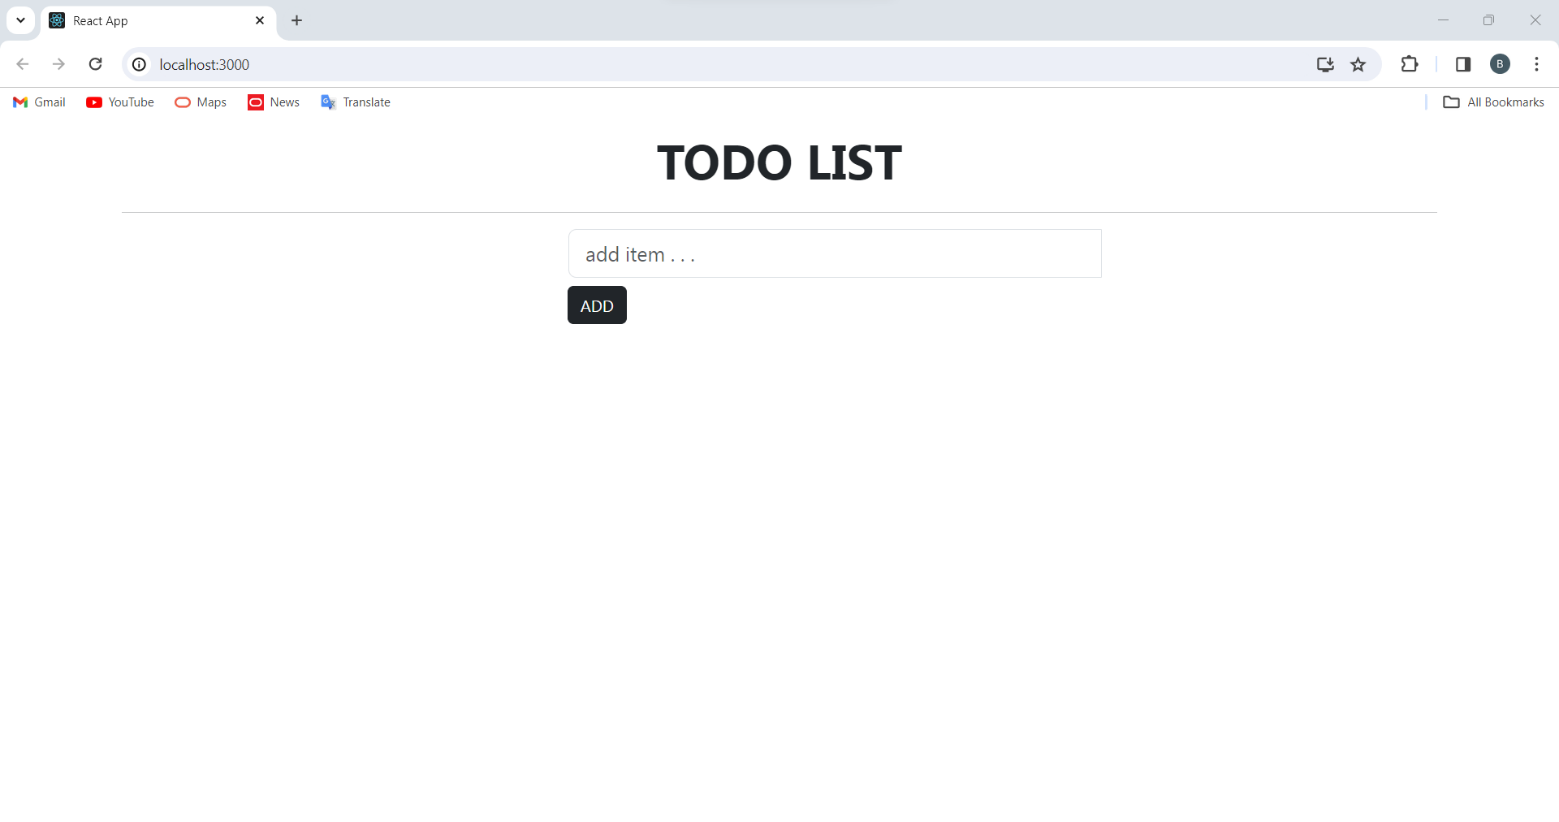 React App
localhost:3000
B
Gmail YouTube Maps News Translate All Bookmarks
TODO LIST
add item . . .
ADD